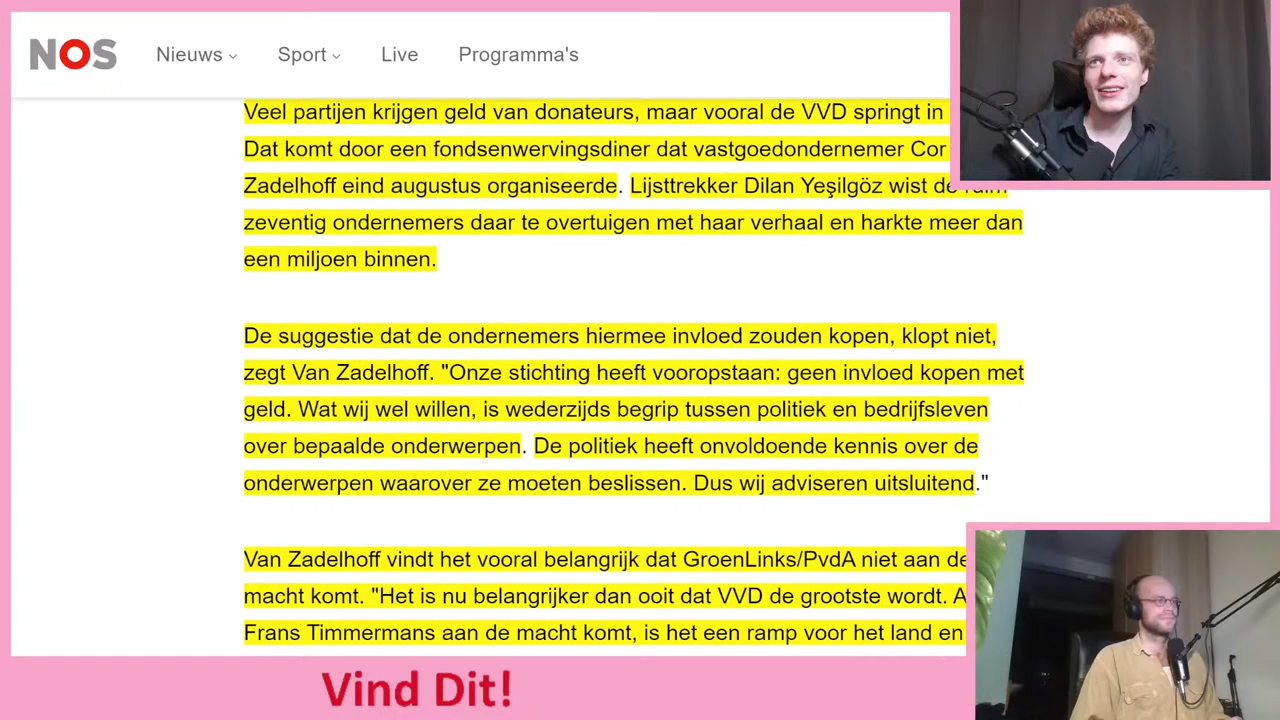 NOS Nieuws Sport Live Programma's
Veel partijen krijgen geld van donateurs, maar vooral de VVD springt in
Dat komt door een fondsenwervingsdiner dat vastgoedondernemer Cor
Zadelhoff eind augustus organiseerde. Lijsttrekker Dilan Yeşilgöz wist de ruim
zeventig ondernemers daar te overtuigen met haar verhaal en harkte meer dan
een miljoen binnen.
De suggestie dat de ondernemers hiermee invloed zouden kopen, klopt niet,
zegt Van Zadelhoff. "Onze stichting heeft vooropstaan: geen invloed kopen met
geld. Wat wij wel willen, is wederzijds begrip tussen politiek en bedrijfsleven
over bepaalde onderwerpen. De politiek heeft onvoldoende kennis over de
onderwerpen waarover ze moeten beslissen. Dus wij adviseren uitsluitend."
Van Zadelhoff vindt het vooral belangrijk dat GroenLinks/PvdA niet aan de
macht komt. "Het is nu belangrijker dan ooit dat VVD de grootste wordt.
Frans Timmermans aan de macht komt, is het een ramp voor het land en
Vind Dit!